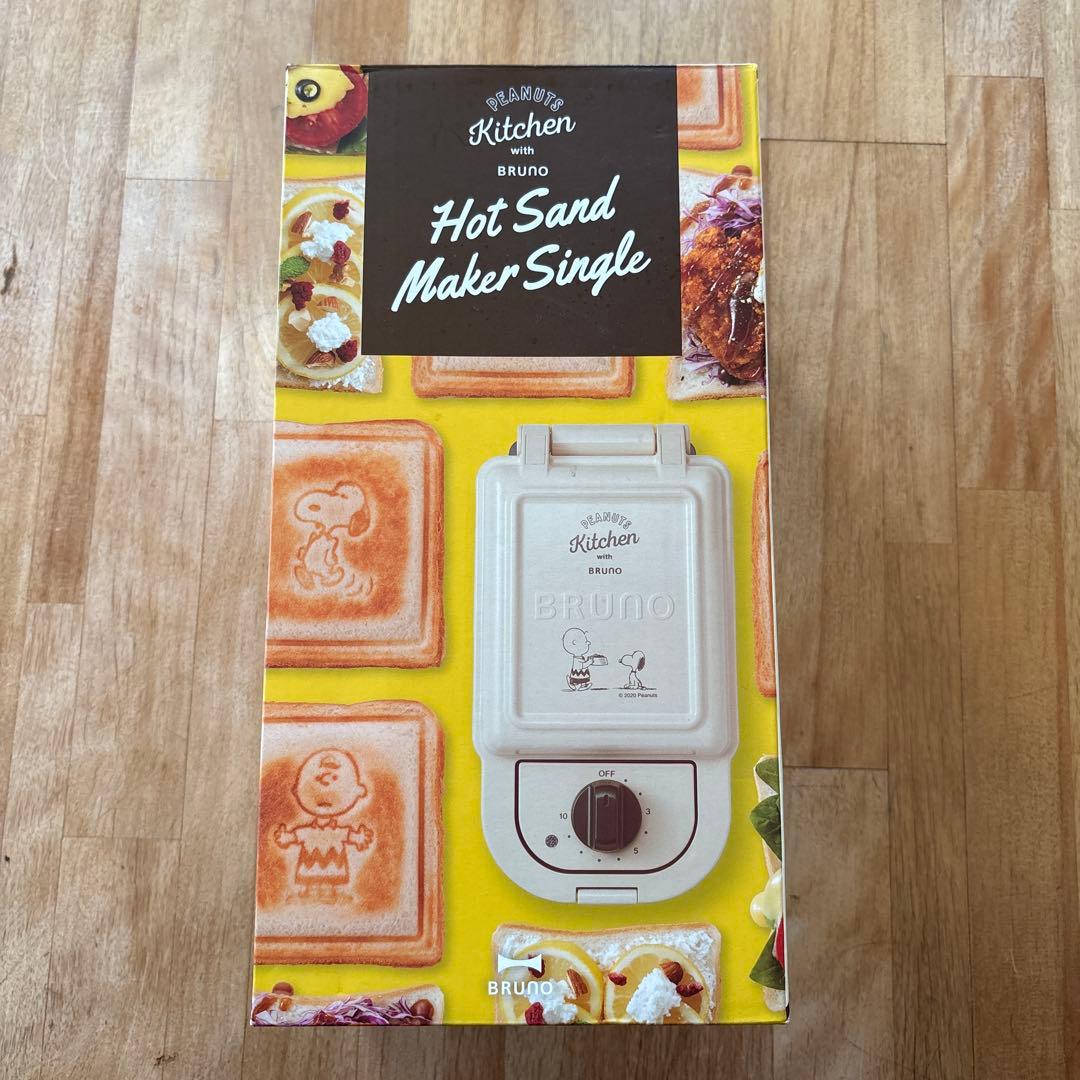 PEANUTS
Kitchen
with
BRUNO
Hot Sand
Maker Single
PEANUTS
Kitchen
with
BRUNO
BRUNO
© 2020 Peanuts
OFF
3
10
5
BRUNO